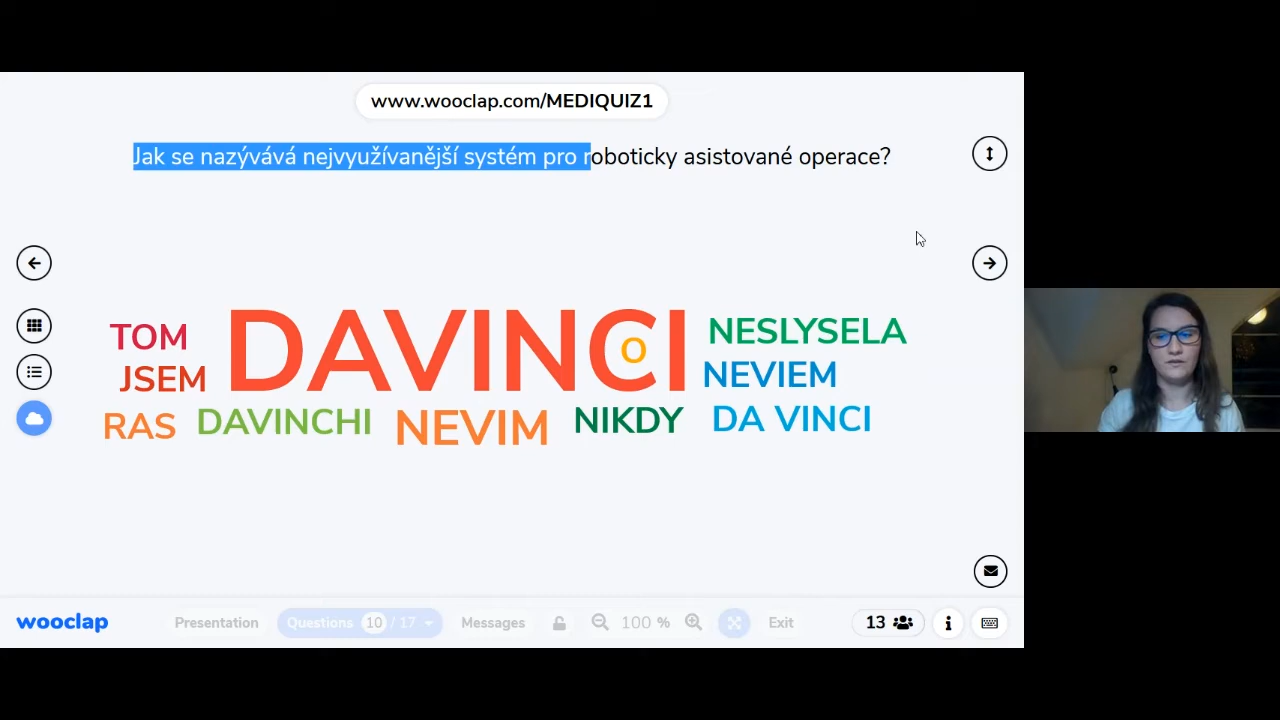 www.wooclap.com/MEDIQUIZ1
Jak se nazývává nejvyužívanější systém pro roboticky asistované operace?
TOM DAVINCI O NESLYSELA
JSEM NEVIEM
RAS DAVINCHI NEVIM NIKDY DA VINCI
wooclap Presentation Questions 10 / 17 Messages 100 % Exit 13